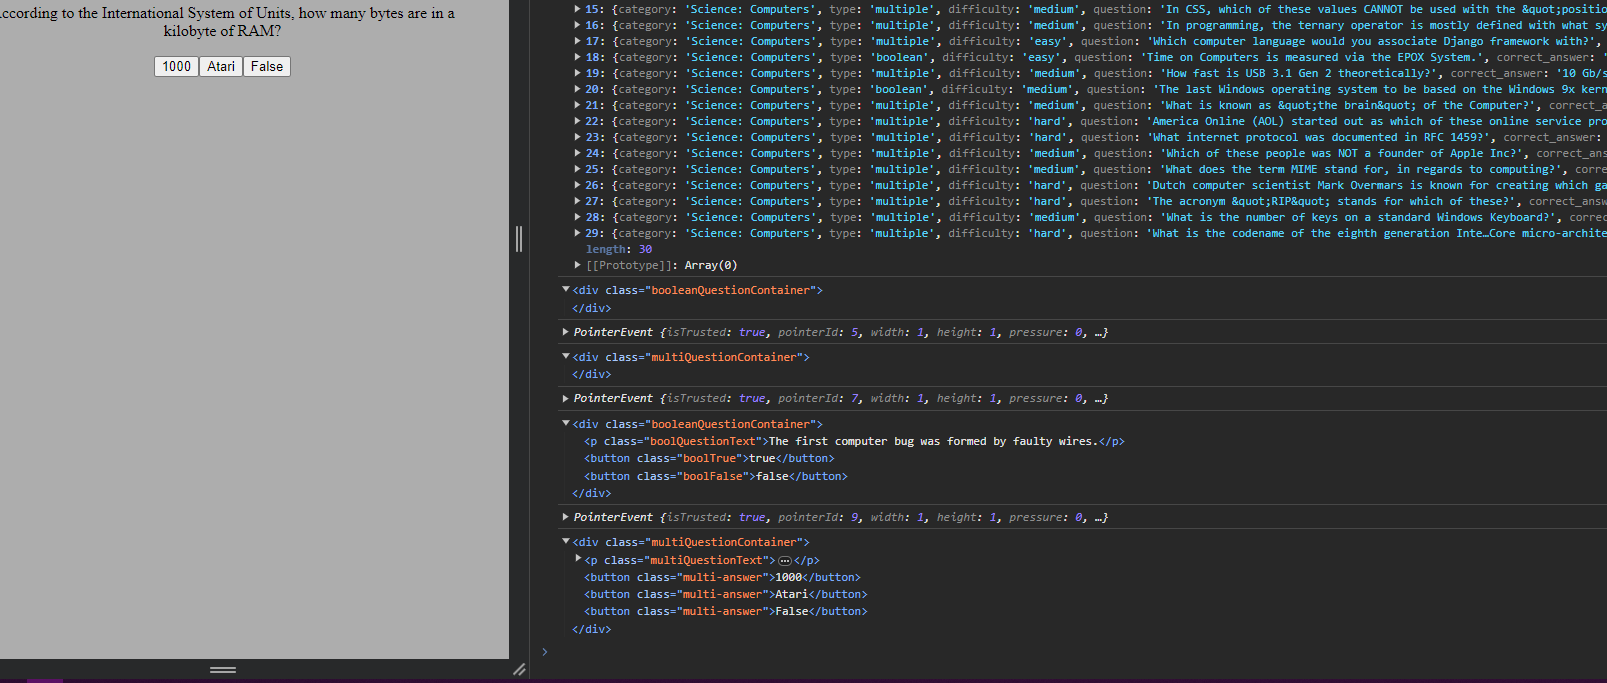 ccording to the International System of Units, how many bytes are in a
kilobyte of RAM?
1000 Atari False
15: {category: 'Science: Computers', type: 'multiple', difficulty: 'medium', question: 'In CSS, which of these values CANNOT be used with the &quot;positio
16: {category: 'Science: Computers', type: 'multiple', difficulty: 'medium', question: 'In programming, the ternary operator is mostly defined with what sy
17: {category: 'Science: Computers', type: 'multiple', difficulty: 'easy', question: 'Which computer language would you associate Django framework with?',
18: {category: 'Science: Computers', type: 'boolean', difficulty: 'easy', question: 'Time on Computers is measured via the EPOX System.', correct_answer: '
19: {category: 'Science: Computers', type: 'multiple', difficulty: 'medium', question: 'How fast is USB 3.1 Gen 2 theoretically?', correct_answer: '10 Gb/s
20: {category: 'Science: Computers', type: 'boolean', difficulty: 'medium', question: 'The last Windows operating system to be based on the Windows 9x kern
21: {category: 'Science: Computers', type: 'multiple', difficulty: 'medium', question: 'What is known as &quot;the brain&quot; of the Computer?', correct_a
22: {category: 'Science: Computers', type: 'multiple', difficulty: 'hard', question: 'America Online (AOL) started out as which of these online service pro
23: {category: 'Science: Computers', type: 'multiple', difficulty: 'hard', question: 'What internet protocol was documented in RFC 1459?', correct_answer:
24: {category: 'Science: Computers', type: 'multiple', difficulty: 'medium', question: 'Which of these people was NOT a founder of Apple Inc?', correct_ans
25: {category: 'Science: Computers', type: 'multiple', difficulty: 'medium', question: 'What does the term MIME stand for, in regards to computing?', corre
26: {category: 'Science: Computers', type: 'multiple', difficulty: 'hard', question: 'Dutch computer scientist Mark Overmars is known for creating which ga
27: {category: 'Science: Computers', type: 'multiple', difficulty: 'hard', question: 'The acronym &quot;RIP&quot; stands for which of these?', correct_answ
28: {category: 'Science: Computers', type: 'multiple', difficulty: 'medium', question: 'What is the number of keys on a standard Windows Keyboard?', correc
29: {category: 'Science: Computers', type: 'multiple', difficulty: 'hard', question: 'What is the codename of the eighth generation Inte…Core micro-archite
length: 30
[[Prototype]]: Array(0)
<div class="booleanQuestionContainer">
</div>
PointerEvent {isTrusted: true, pointerId: 5, width: 1, height: 1, pressure: 0, …}
<div class="multiQuestionContainer">
</div>
PointerEvent {isTrusted: true, pointerId: 7, width: 1, height: 1, pressure: 0, …}
<div class="booleanQuestionContainer">
<p class="boolQuestionText">The first computer bug was formed by faulty wires.</p>
<button class="boolTrue">true</button>
<button class="boolFalse">false</button>
</div>
PointerEvent {isTrusted: true, pointerId: 9, width: 1, height: 1, pressure: 0, …}
<div class="multiQuestionContainer">
<p class="multiQuestionText">…</p>
<button class="multi-answer">1000</button>
<button class="multi-answer">Atari</button>
<button class="multi-answer">False</button>
</div>